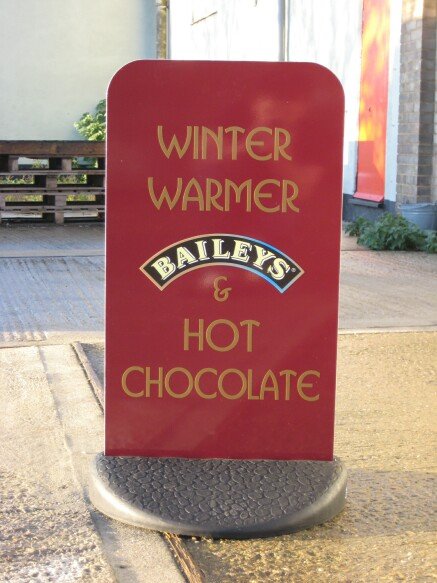 WINTER
WARMER
BAILEYS
&
HOT
CHOCOLATE